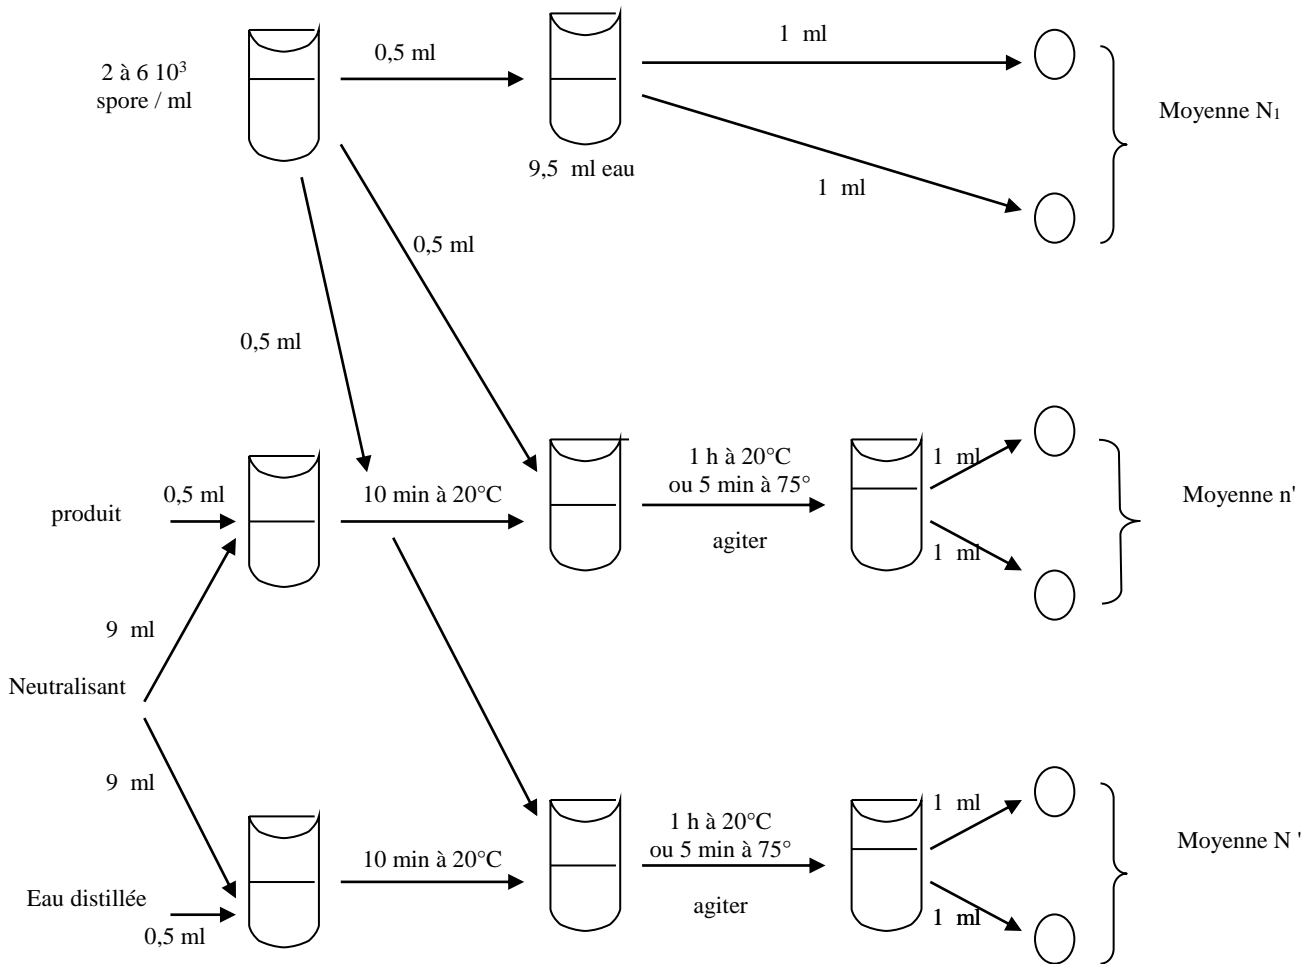 2 à 6 10³
spore / ml
0,5 ml
1 ml
9,5 ml eau
1 ml
Moyenne N₁
0,5 ml
0,5 ml
produit
0,5 ml
10 min à 20°C
1 h à 20°C
ou 5 min à 75°
agiter
1 ml
1 ml
Moyenne n'
9 ml
Neutralisant
9 ml
Eau distillée
0,5 ml
10 min à 20°C
1 h à 20°C
ou 5 min à 75°
agiter
1 ml
1 ml
Moyenne N '